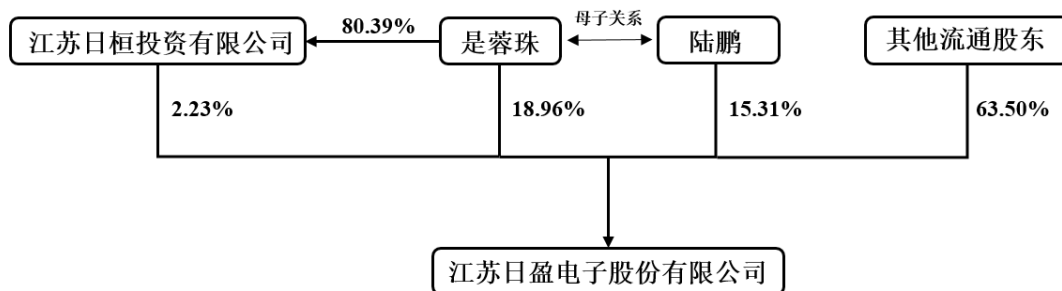 母子关系
80.39%
江苏日桓投资有限公司
是蓉珠
陆鹏
其他流通股东
2.23%
18.96%
15.31%
63.50%
江苏日盈电子股份有限公司